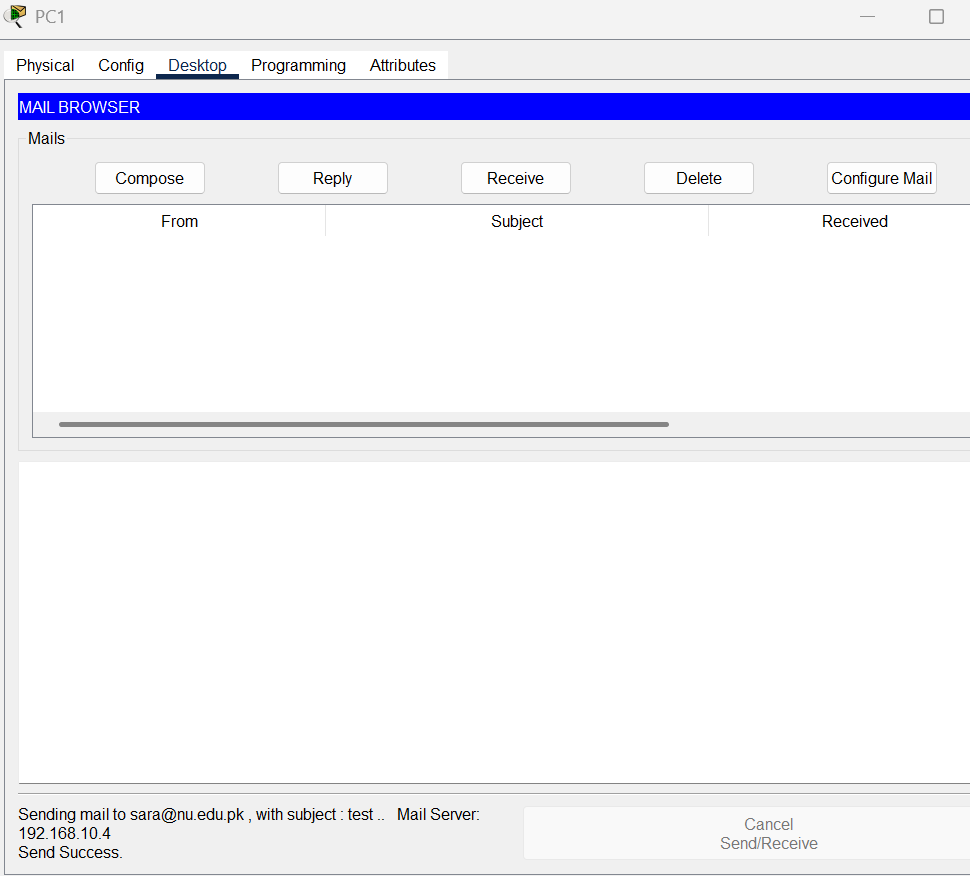 PC1
Physical Config Desktop Programming Attributes
MAIL BROWSER
Mails
Compose Reply Receive Delete Configure Mail
From Subject Received
Sending mail to sara@nu.edu.pk , with subject : test .. Mail Server:
192.168.10.4
Send Success.
Cancel
Send/Receive